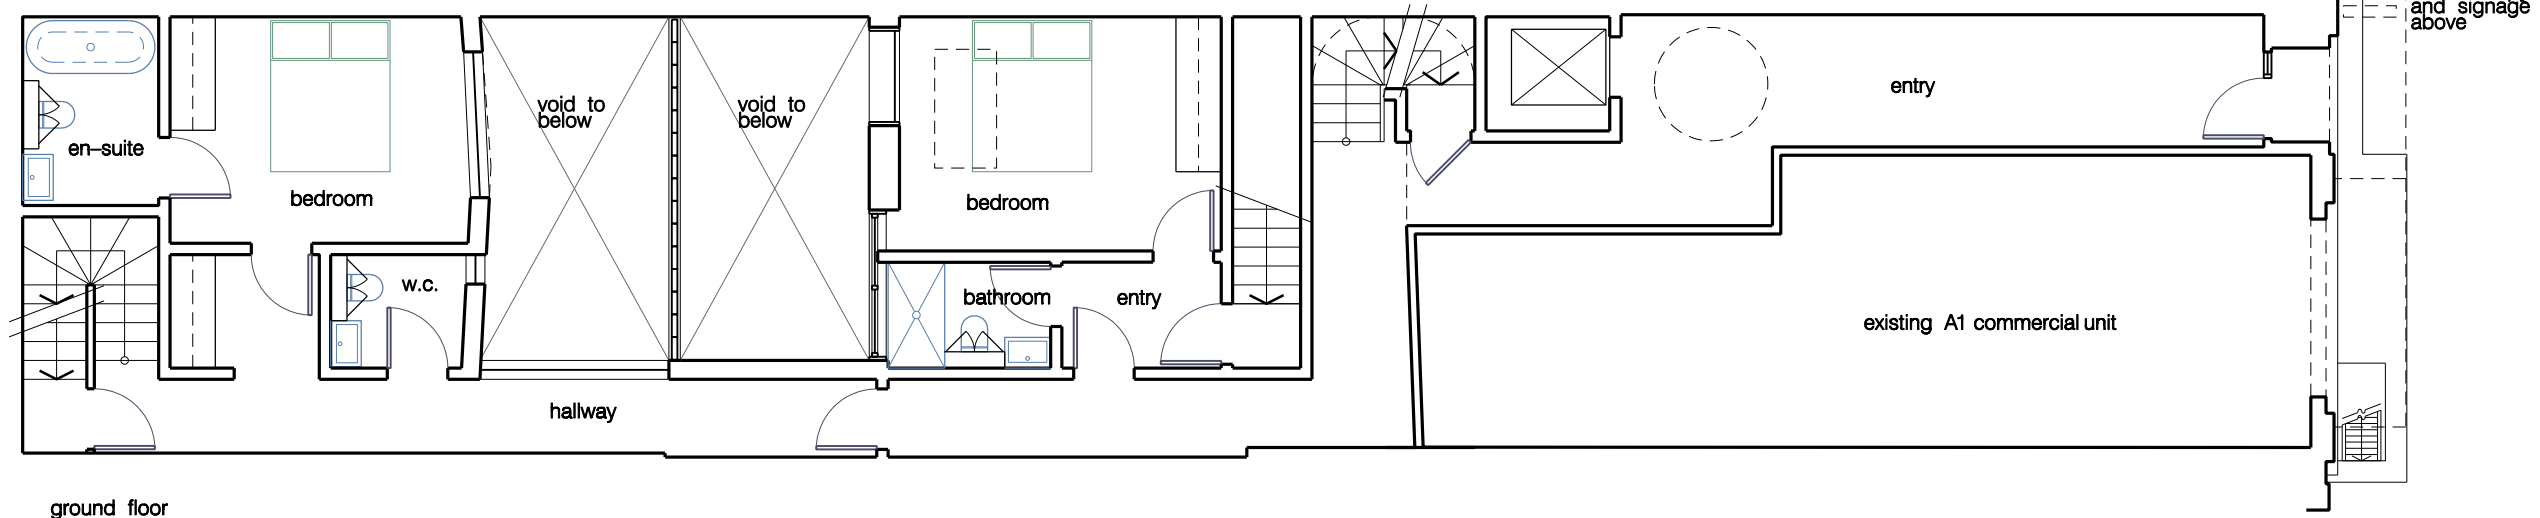 and signage
above
entry
void to
below
void to
below
en-suite
bedroom
bedroom
w.c.
bathroom
entry
existing A1 commercial unit
hallway
ground floor